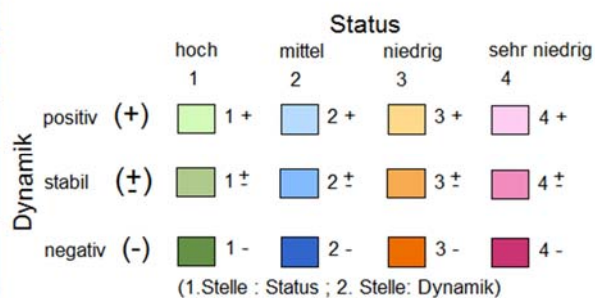 Status
hoch mittel niedrig sehr niedrig
1 2 3 4
Dynamik
positiv (+) 1 + 2 + 3 + 4 +
stabil (±) 1 ± 2 ± 3 ± 4 ±
negativ (-) 1 - 2 - 3 - 4 -
(1.Stelle : Status ; 2. Stelle: Dynamik)